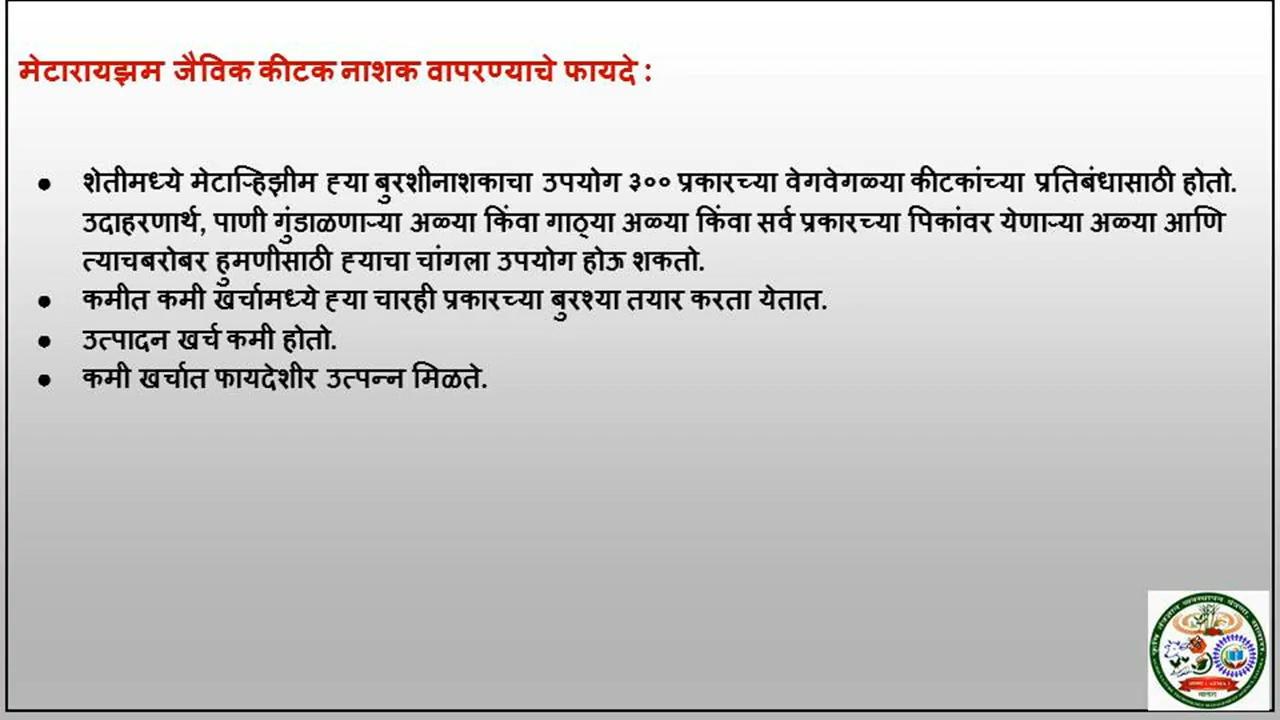 मेटारायझम जैविक कीटक नाशक वापरण्याचे फायदे :
● शेतीमध्ये मेटाऱ्हिझीम ह्या बुरशीनाशकाचा उपयोग ३०० प्रकारच्या वेगवेगळ्या कीटकांच्या प्रतिबंधासाठी होतो.
उदाहरणार्थ, पाणी गुंडाळणाऱ्या अळ्या किंवा गाठ्या अळ्या किंवा सर्व प्रकारच्या पिकांवर येणाऱ्या अळ्या आणि
त्याचबरोबर हुमणीसाठी ह्याचा चांगला उपयोग होऊ शकतो.
● कमीत कमी खर्चामध्ये ह्या चारही प्रकारच्या बुरश्या तयार करता येतात.
● उत्पादन खर्च कमी होतो.
● कमी खर्चात फायदेशीर उत्पन्न मिळते.